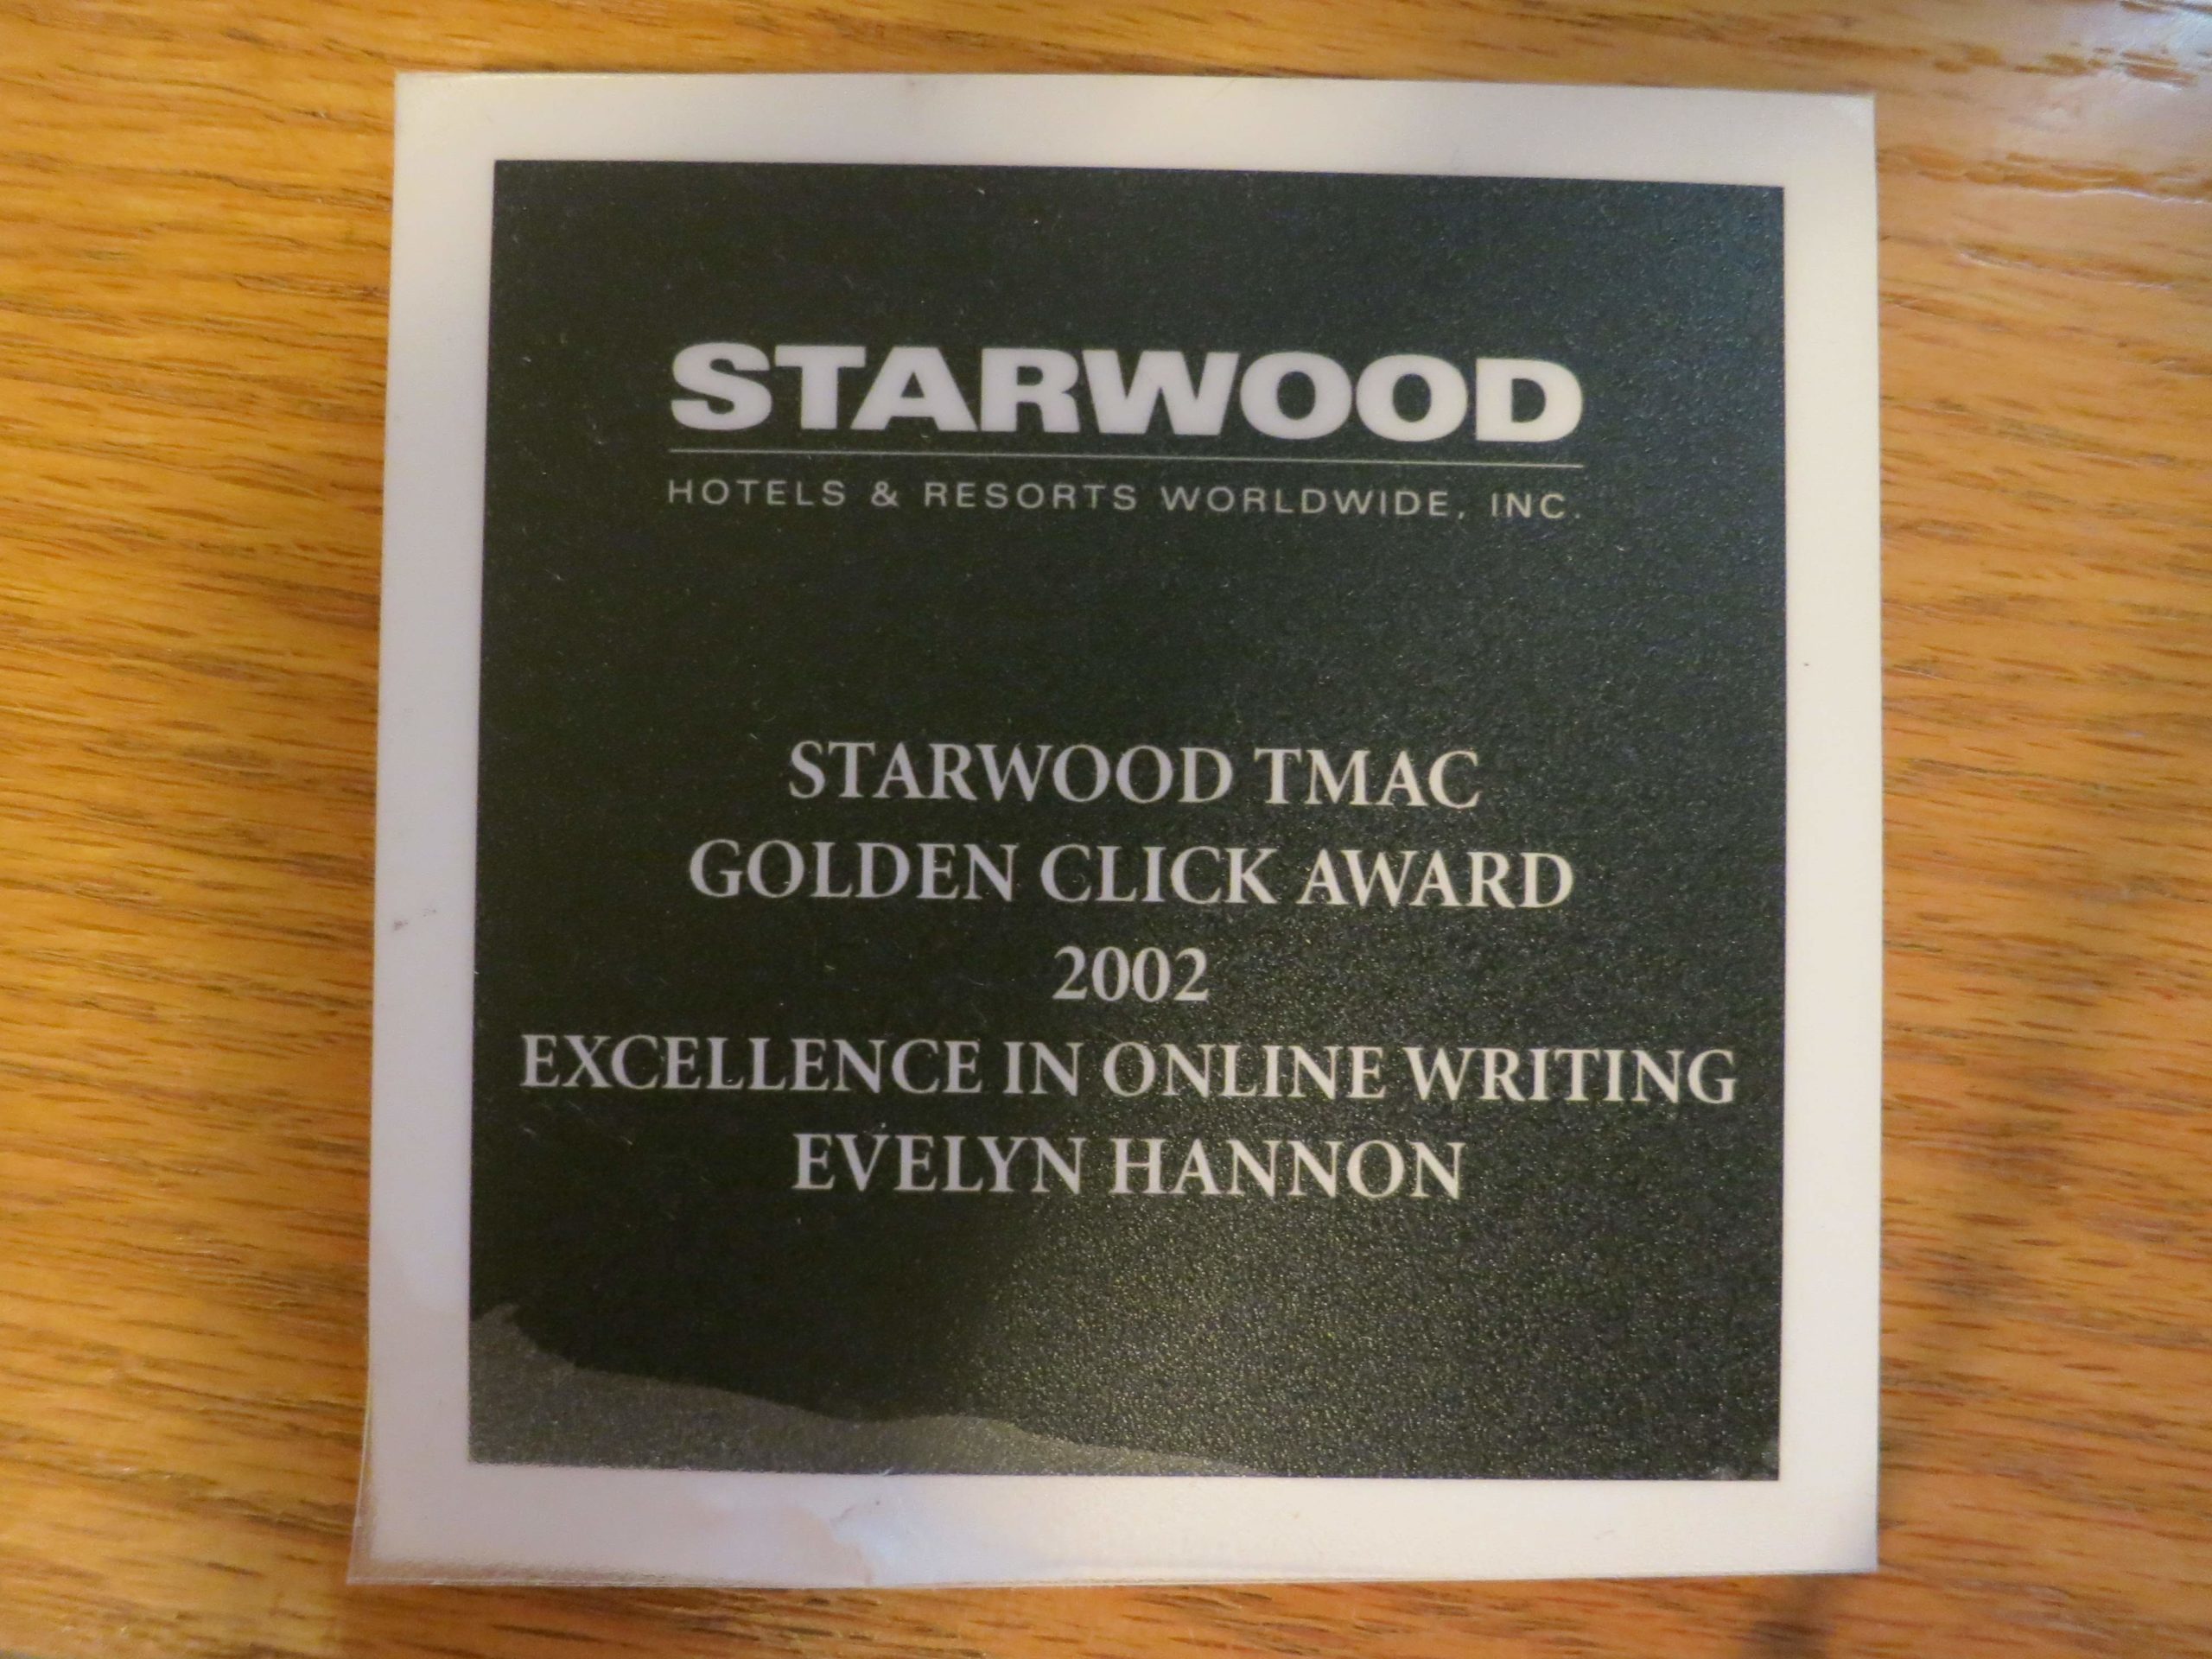 STARWOOD
HOTELS & RESORTS WORLDWIDE, INC.
STARWOOD TMAC
GOLDEN CLICK AWARD
2002
EXCELLENCE IN ONLINE WRITING
EVELYN HANNON